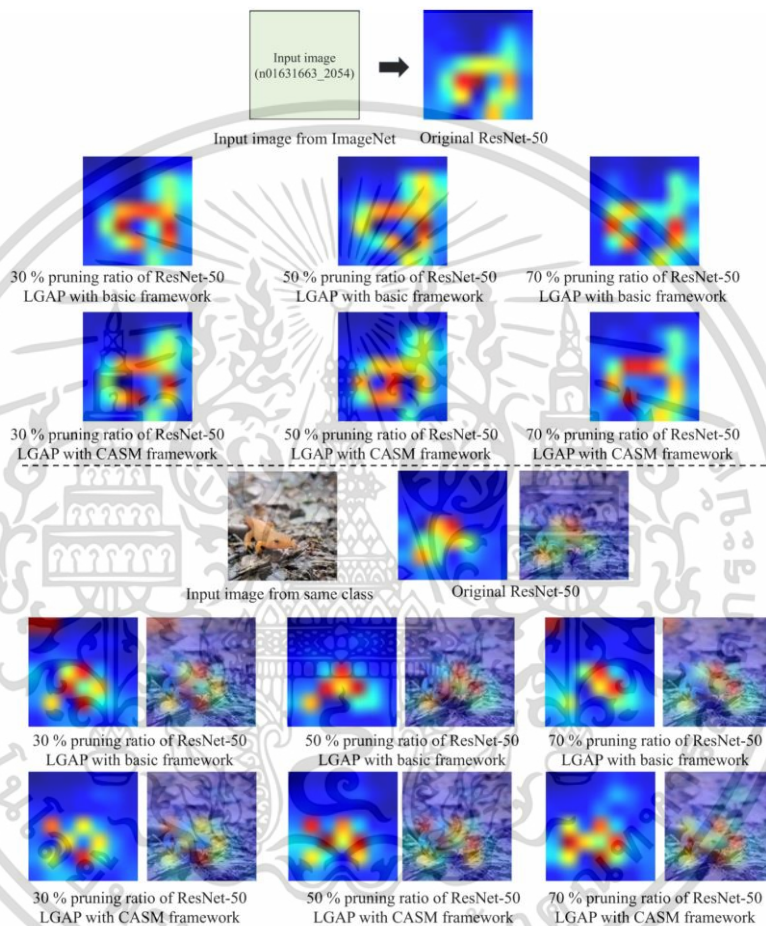 Input image
(n01631663_2054)
Input image from ImageNet Original ResNet-50
30 % pruning ratio of ResNet-50 50 % pruning ratio of ResNet-50 70 % pruning ratio of ResNet-50
LGAP with basic framework LGAP with basic framework LGAP with basic framework
30 % pruning ratio of ResNet-50 50 % pruning ratio of ResNet-50 70 % pruning ratio of ResNet-50
LGAP with CASM framework LGAP with CASM framework LGAP with CASM framework
Input image from same class Original ResNet-50
30 % pruning ratio of ResNet-50 50 % pruning ratio of ResNet-50 70 % pruning ratio of ResNet-50
LGAP with basic framework LGAP with basic framework LGAP with basic framework
30 % pruning ratio of ResNet-50 50 % pruning ratio of ResNet-50 70 % pruning ratio of ResNet-50
LGAP with CASM framework LGAP with CASM framework LGAP with CASM framework